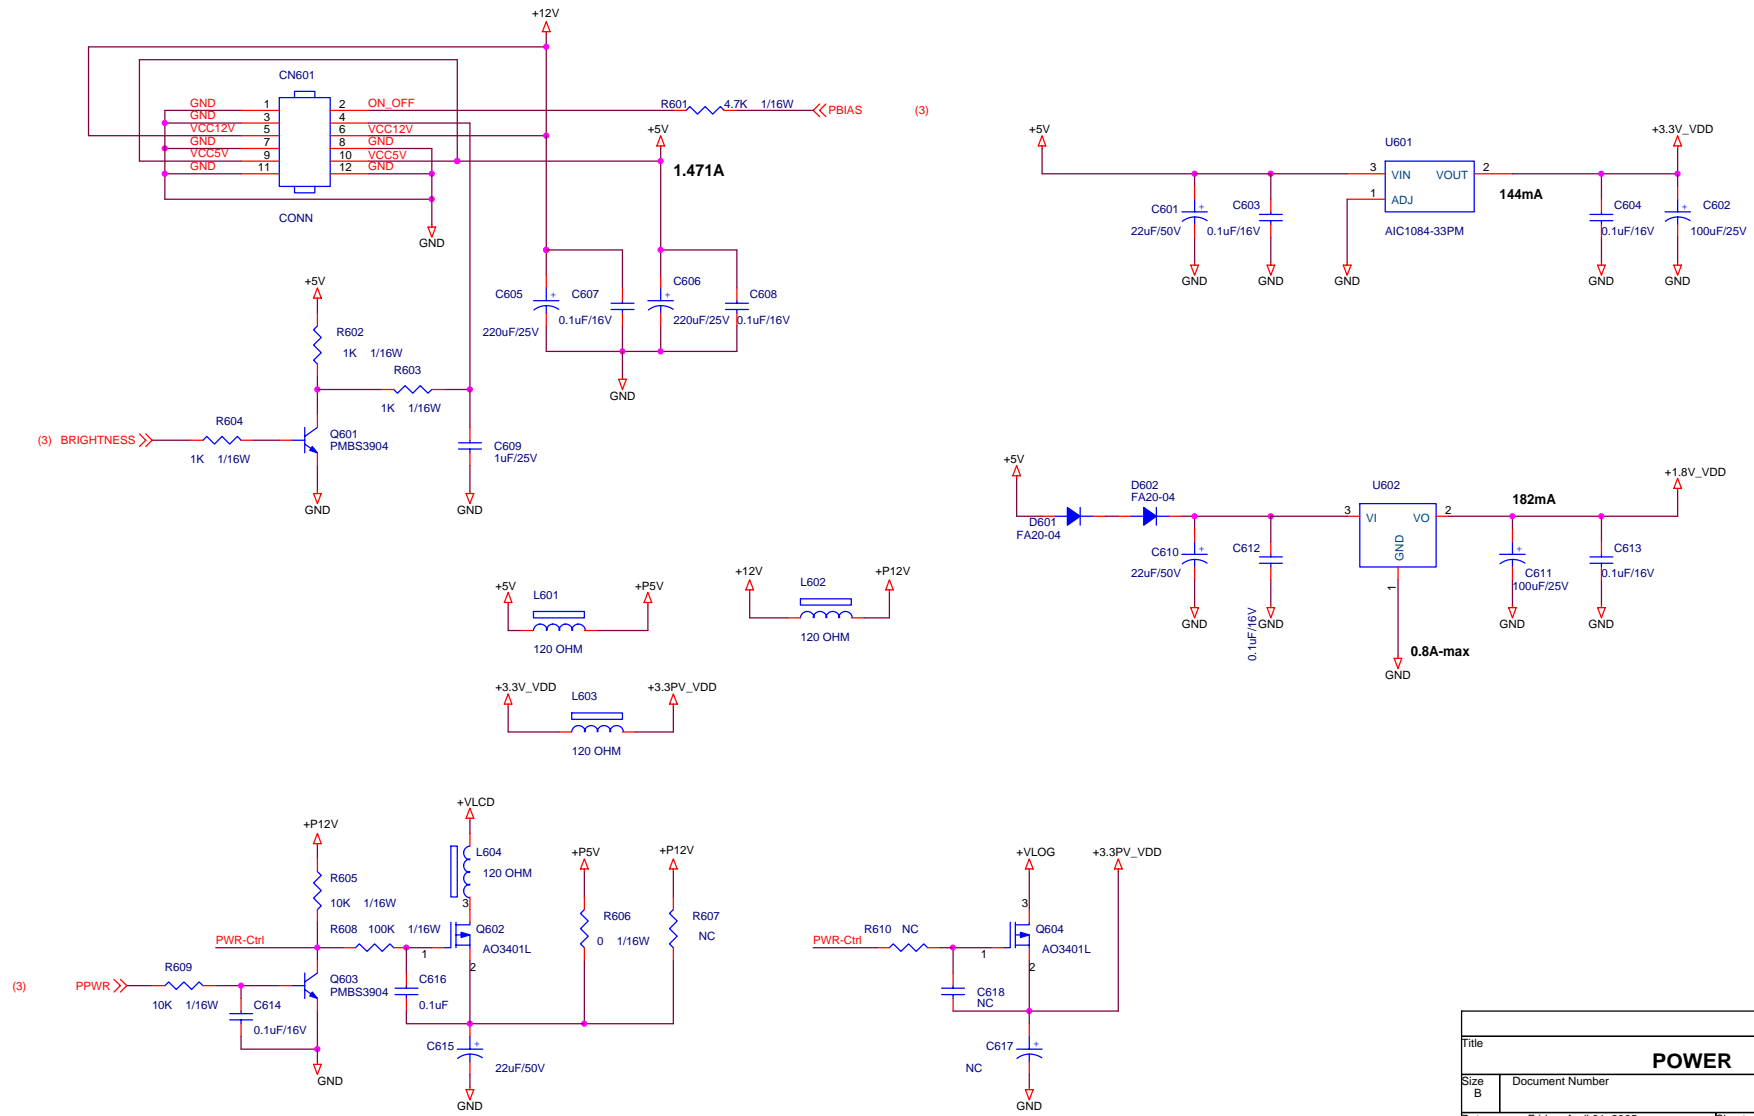 +12V
CN601
GND 1 2 ON_OFF
GND 3 4
VCC12V 5 6 VCC12V
GND 7 8 GND
VCC5V 9 10 VCC5V
GND 11 12 GND
CONN
GND
R601 4.7K 1/16W
PBIAS (3)
+5V
1.471A
C605
220uF/25V
C607
0.1uF/16V
C606
220uF/25V
C608
0.1uF/16V
GND
+5V
R602
1K 1/16W
R603
1K 1/16W
(3) BRIGHTNESS
R604
1K 1/16W
Q601
PMBS3904
C609
1uF/25V
GND
GND
+5V
U601
3 VIN VOUT 2
1 ADJ
AIC1084-33PM
144mA
+3.3V_VDD
C601
22uF/50V
C603
0.1uF/16V
C604
0.1uF/16V
C602
100uF/25V
GND
GND
GND
GND
GND
+5V
D601
FA20-04
D602
FA20-04
U602
3 VI VO 2
GND
1
182mA
+1.8V_VDD
C610
22uF/50V
C612
0.1uF/16V
C611
100uF/25V
C613
0.1uF/16V
GND
GND
GND
GND
0.8A-max
GND
+5V
L601
+P5V
120 OHM
+12V
L602
+P12V
120 OHM
+3.3V_VDD
L603
+3.3PV_VDD
120 OHM
+P12V
R605
10K 1/16W
PWR-Ctrl
R608 100K 1/16W
+VLCD
L604
120 OHM
3
Q602
AO3401L
1
2
+P5V
R606
0 1/16W
+P12V
R607
NC
(3) PPWR
R609
10K 1/16W
Q603
PMBS3904
C614
0.1uF/16V
C616
0.1uF
C615
22uF/50V
GND
GND
+VLOG
+3.3PV_VDD
3
Q604
AO3401L
PWR-Ctrl
R610 NC
1
2
C618
NC
C617
NC
GND
Title
POWER
Size
B
Document Number